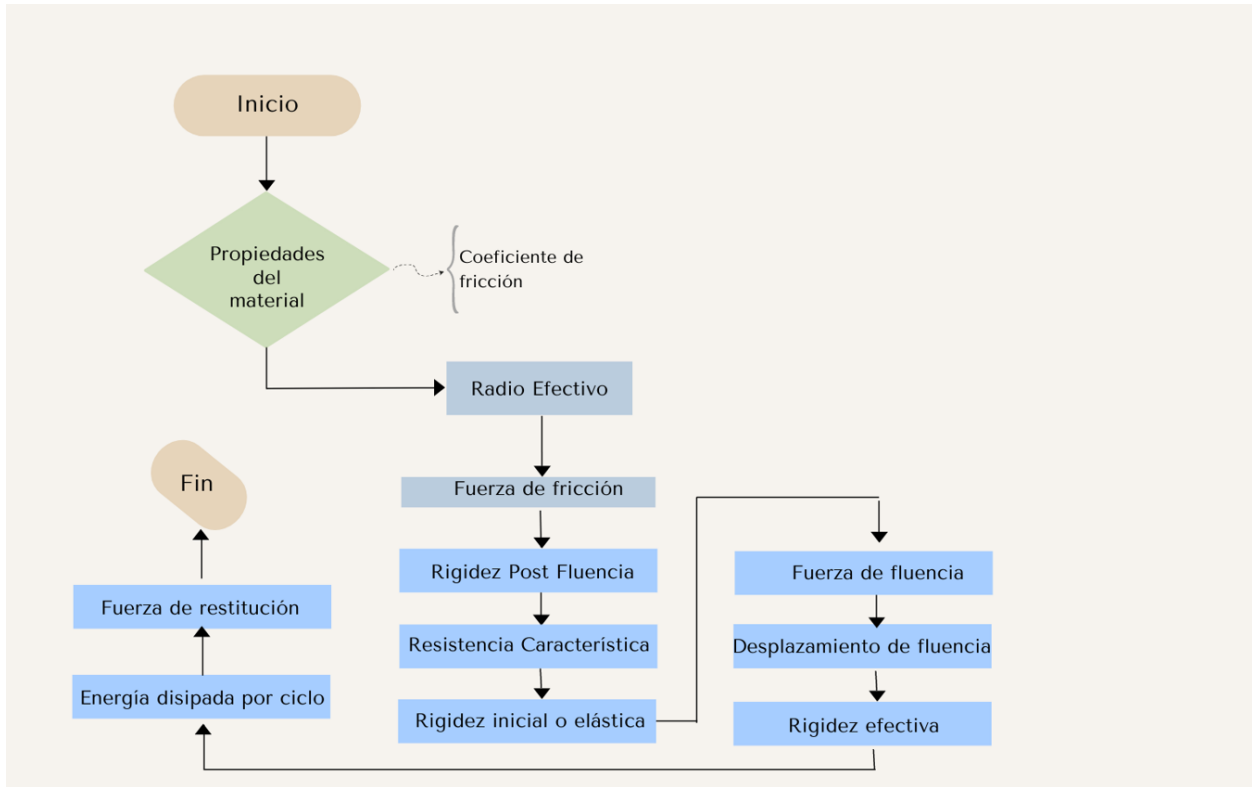 Inicio
Propiedades
del
material
Coeficiente de
fricción
Radio Efectivo
Fuerza de fricción
Rigidez Post Fluencia
Resistencia Característica
Rigidez inicial o elástica
Fuerza de fluencia
Desplazamiento de fluencia
Rigidez efectiva
Energía disipada por ciclo
Fuerza de restitución
Fin